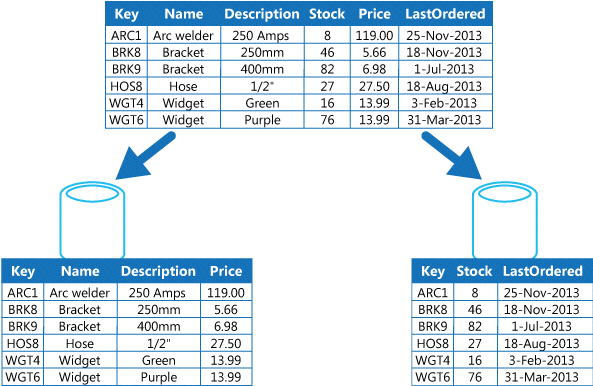 Key Name Description Stock Price LastOrdered
ARC1 Arc welder 250 Amps 8 119.00 25-Nov-2013
BRK8 Bracket 250mm 46 5.66 18-Nov-2013
BRK9 Bracket 400mm 82 6.98 1-Jul-2013
HOS8 Hose 1/2" 27 27.50 18-Aug-2013
WGT4 Widget Green 16 13.99 3-Feb-2013
WGT6 Widget Purple 76 13.99 31-Mar-2013
Key Name Description Price
ARC1 Arc welder 250 Amps 119.00
BRK8 Bracket 250mm 5.66
BRK9 Bracket 400mm 6.98
HOS8 Hose 1/2" 27.50
WGT4 Widget Green 13.99
WGT6 Widget Purple 13.99
Key Stock LastOrdered
ARC1 8 25-Nov-2013
BRK8 46 18-Nov-2013
BRK9 82 1-Jul-2013
HOS8 27 18-Aug-2013
WGT4 16 3-Feb-2013
WGT6 76 31-Mar-2013